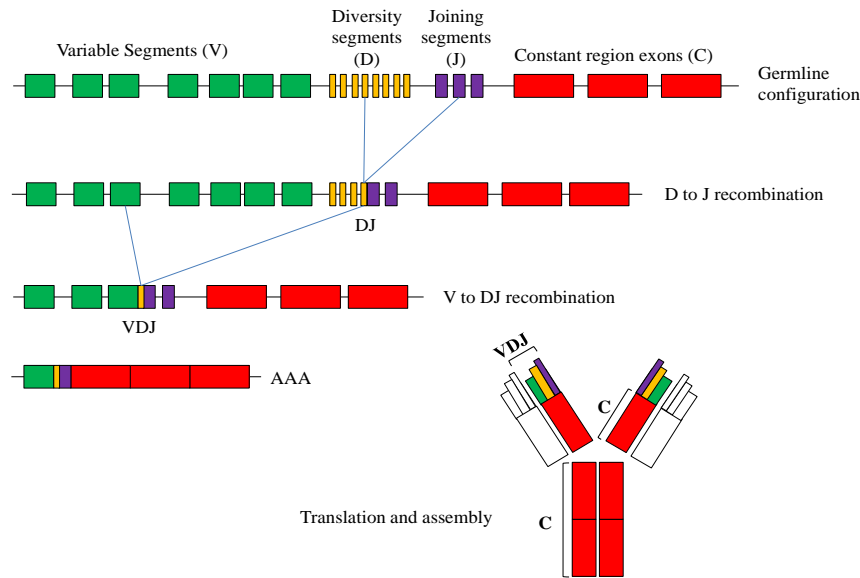 Variable Segments (V)
Diversity
segments
(D)
Joining
segments
(J)
Constant region exons (C)
Germline
configuration
D to J recombination
DJ
V to DJ recombination
VDJ
AAA
VDJ
C
Translation and assembly
C